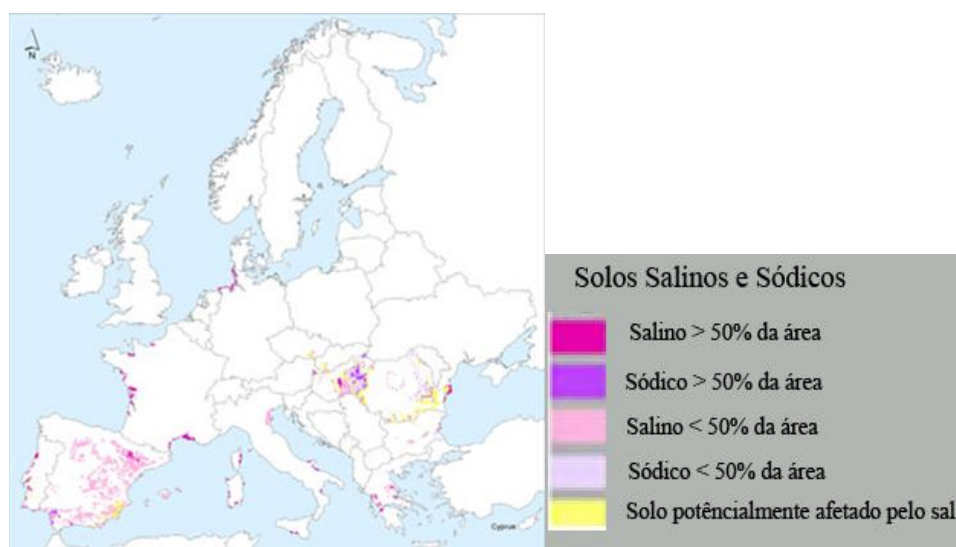 N
Cyprus
Solos Salinos e Sódicos
Salino > 50% da área
Sódico > 50% da área
Salino < 50% da área
Sódico < 50% da área
Solo potêncialmente afetado pelo sal